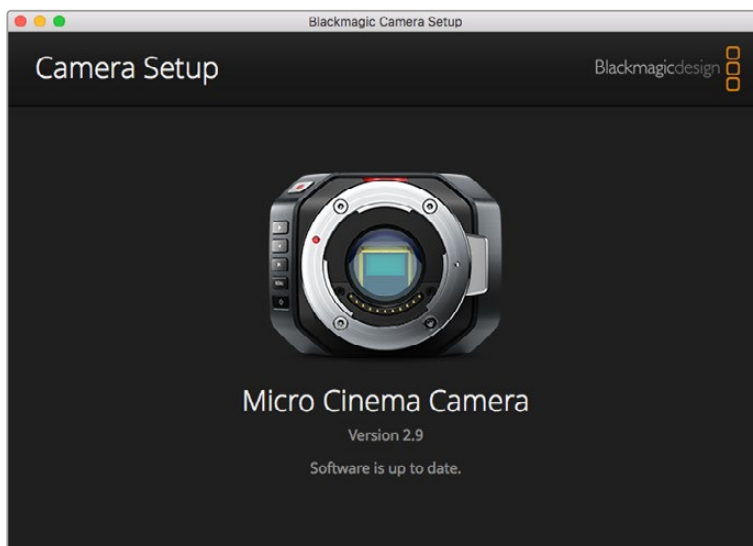 Blackmagic Camera Setup
Camera Setup
Blackmagicdesign
Micro Cinema Camera
Version 2.9
Software is up to date.